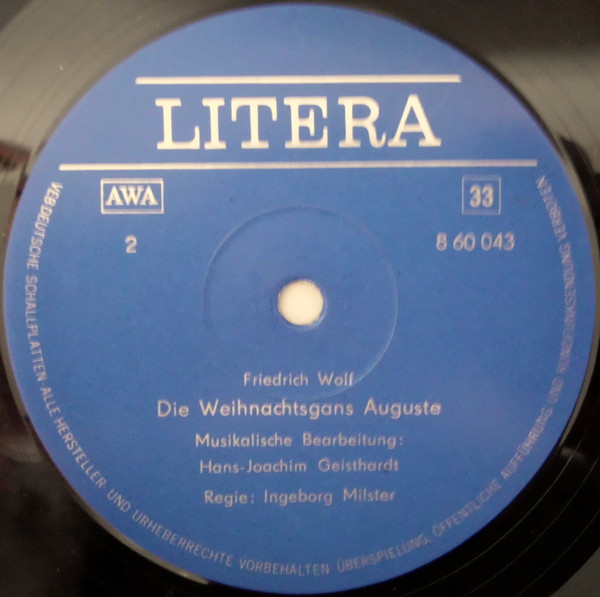 LITERA
AWA
33
2
8 60 043
Friedrich Wolf
Die Weihnachtsgans Auguste
Musikalische Bearbeitung:
Hans-Joachim Geisthardt
Regie: Ingeborg Milster
VEB DEUTSCHE SCHALLPLATTEN ALLE HERSTELLER- UND URHEBERRECHTE VORBEHALTEN ÜBERSPIELUNG, ÖFFENTLICHE AUFFÜHRUNG UND RUNDFUNKSENDUNG VERBOTEN